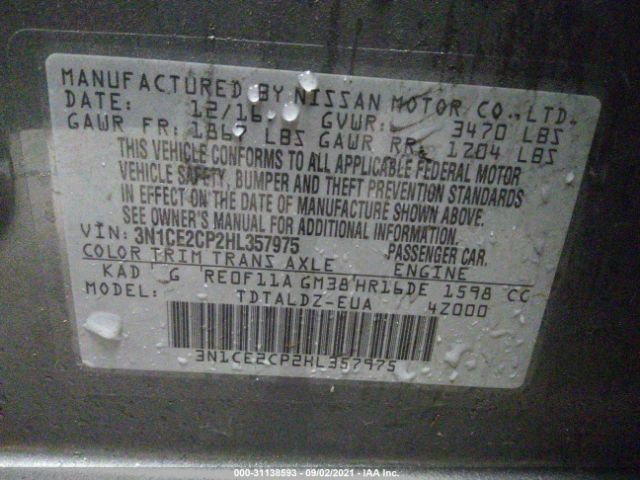 MANUFACTURED BY NISSAN MOTOR CO., LTD.
DATE: 12/16 GVWR: 3470 LBS
GAWR FR: 1867 LBS GAWR RR: 1204 LBS
THIS VEHICLE CONFORMS TO ALL APPLICABLE FEDERAL MOTOR
VEHICLE SAFETY, BUMPER AND THEFT PREVENTION STANDARDS
IN EFFECT ON THE DATE OF MANUFACTURE SHOWN ABOVE.
SEE OWNER'S MANUAL FOR ADDITIONAL INFORMATION.
VIN: 3N1CE2CP2HL357975 PASSENGER CAR.
COLOR TRIM TRANS AXLE ENGINE
KAD G RE0F11A GM38 HR16DE 1598 CC
MODEL: TDTALDZ-EUA 4Z000
3N1CE2CP2HL357975
000-31138593 - 09/02/2021 - IAA Inc.